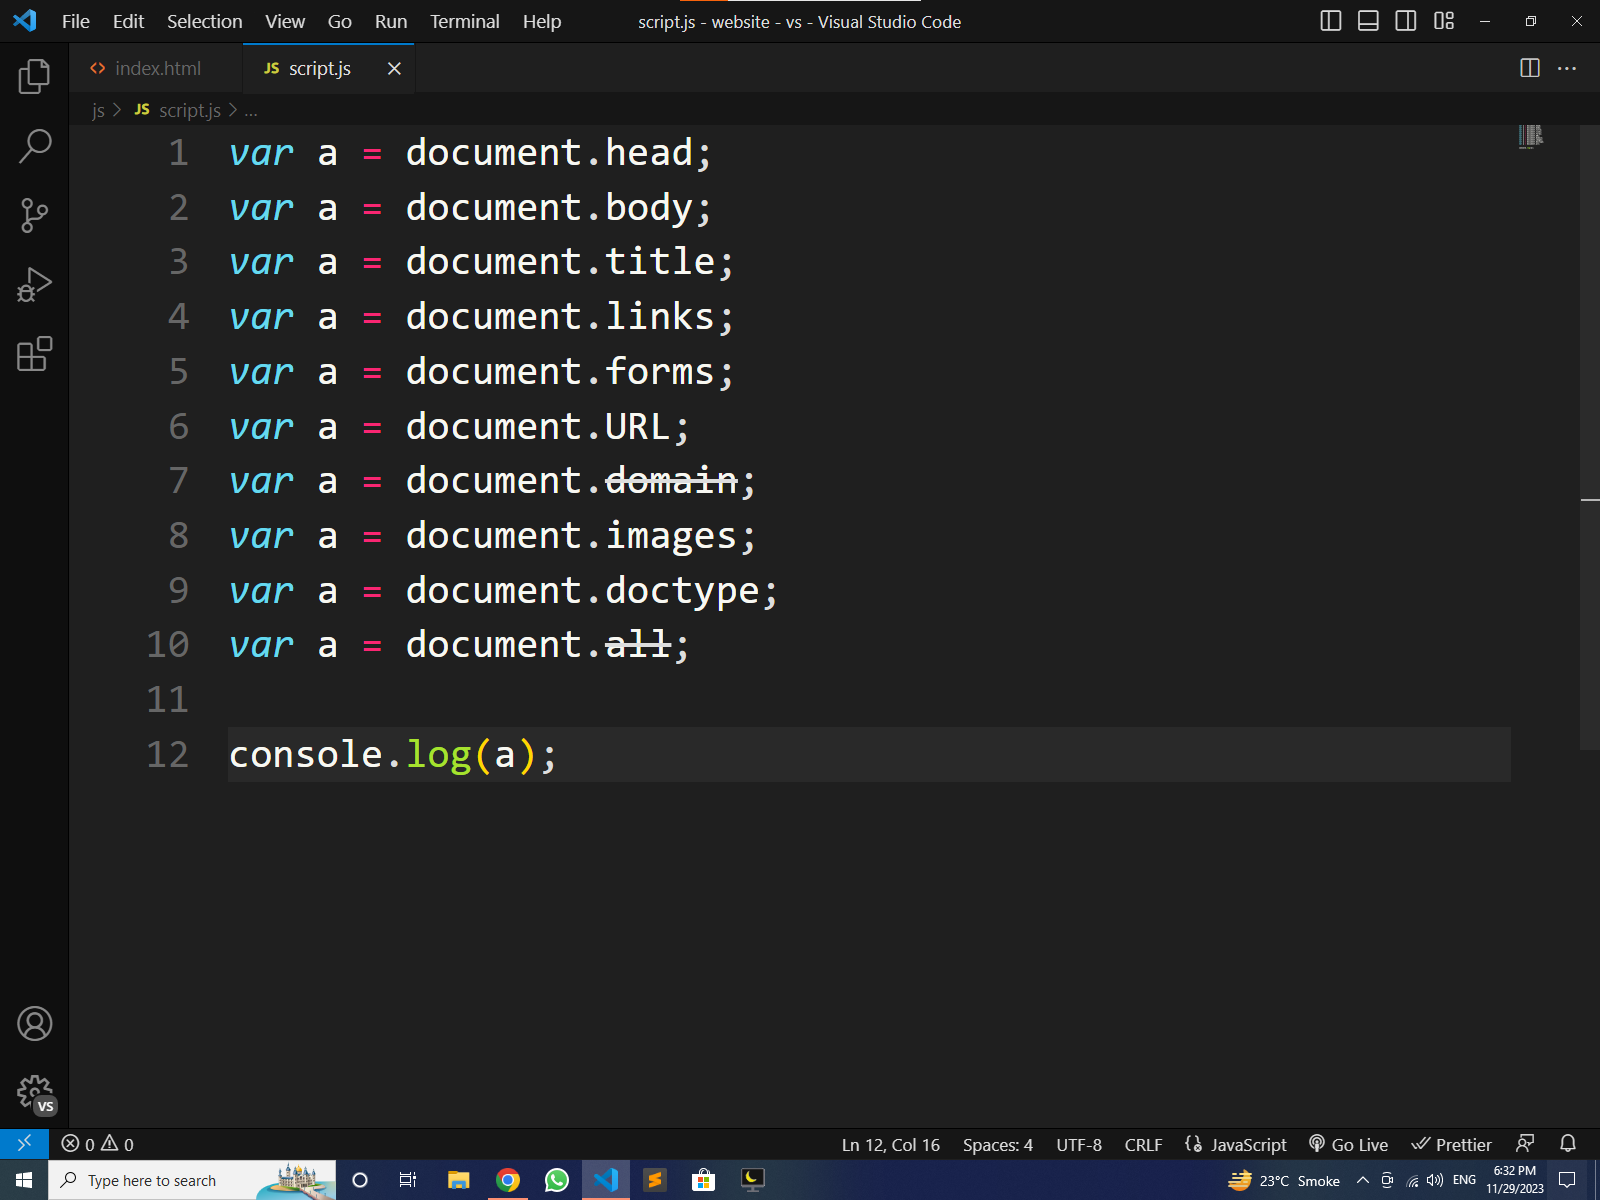 File Edit Selection View Go Run Terminal Help script.js - website - vs - Visual Studio Code
index.html JS script.js
js > JS script.js > ...
1 var a = document.head;
2 var a = document.body;
3 var a = document.title;
4 var a = document.links;
5 var a = document.forms;
6 var a = document.URL;
7 var a = document.domain;
8 var a = document.images;
9 var a = document.doctype;
10 var a = document.all;
11
12 console.log(a);
VS
0 0 Ln 12, Col 16 Spaces: 4 UTF-8 CRLF JavaScript Go Live Prettier
Type here to search 23°C Smoke ENG 6:32 PM
11/29/2023